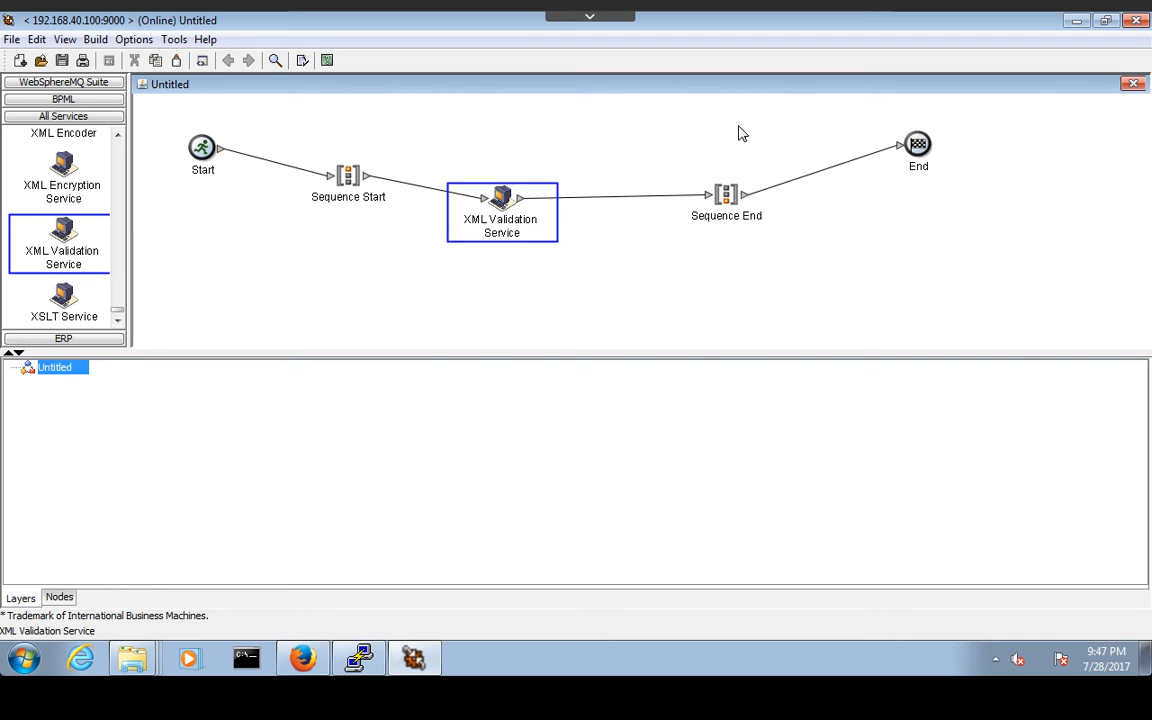 < 192.168.40.100:9000 > (Online) Untitled
File Edit View Build Options Tools Help
WebSphereMQ Suite
BPML
All Services
XML Encoder
XML Encryption
Service
XML Validation
Service
XSLT Service
ERP
Untitled
Start
Sequence Start
XML Validation
Service
Sequence End
End
Untitled
Layers Nodes
* Trademark of International Business Machines.
XML Validation Service
C:\_
9:47 PM
7/28/2017